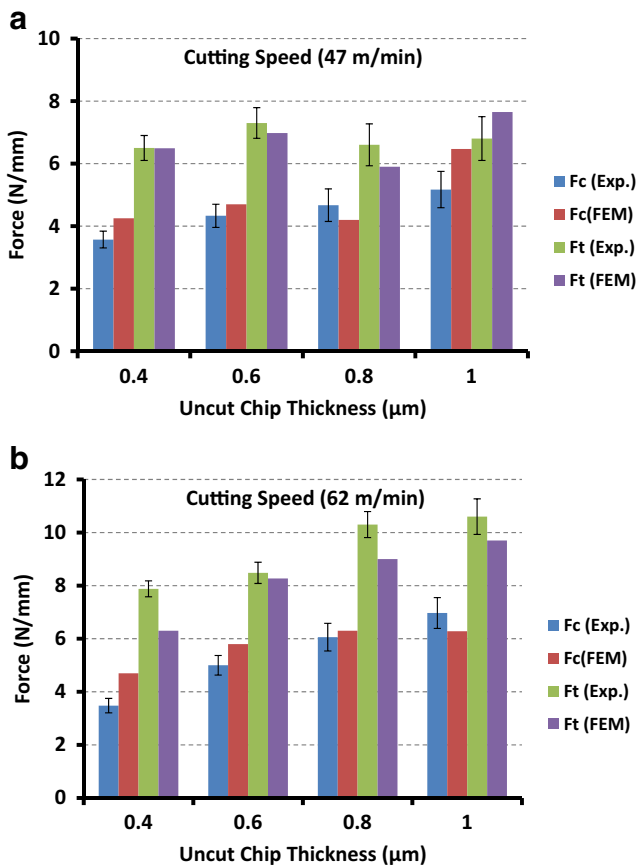 a
Cutting Speed (47 m/min)
10
8
6
4
2
0
Force (N/mm)
0.4 0.6 0.8 1
Uncut Chip Thickness (μm)
Fc (Exp.)
Fc(FEM)
Ft (Exp.)
Ft (FEM)
b
Cutting Speed (62 m/min)
12
10
8
6
4
2
0
Force (N/mm)
0.4 0.6 0.8 1
Uncut Chip Thickness (μm)
Fc (Exp.)
Fc(FEM)
Ft (Exp.)
Ft (FEM)